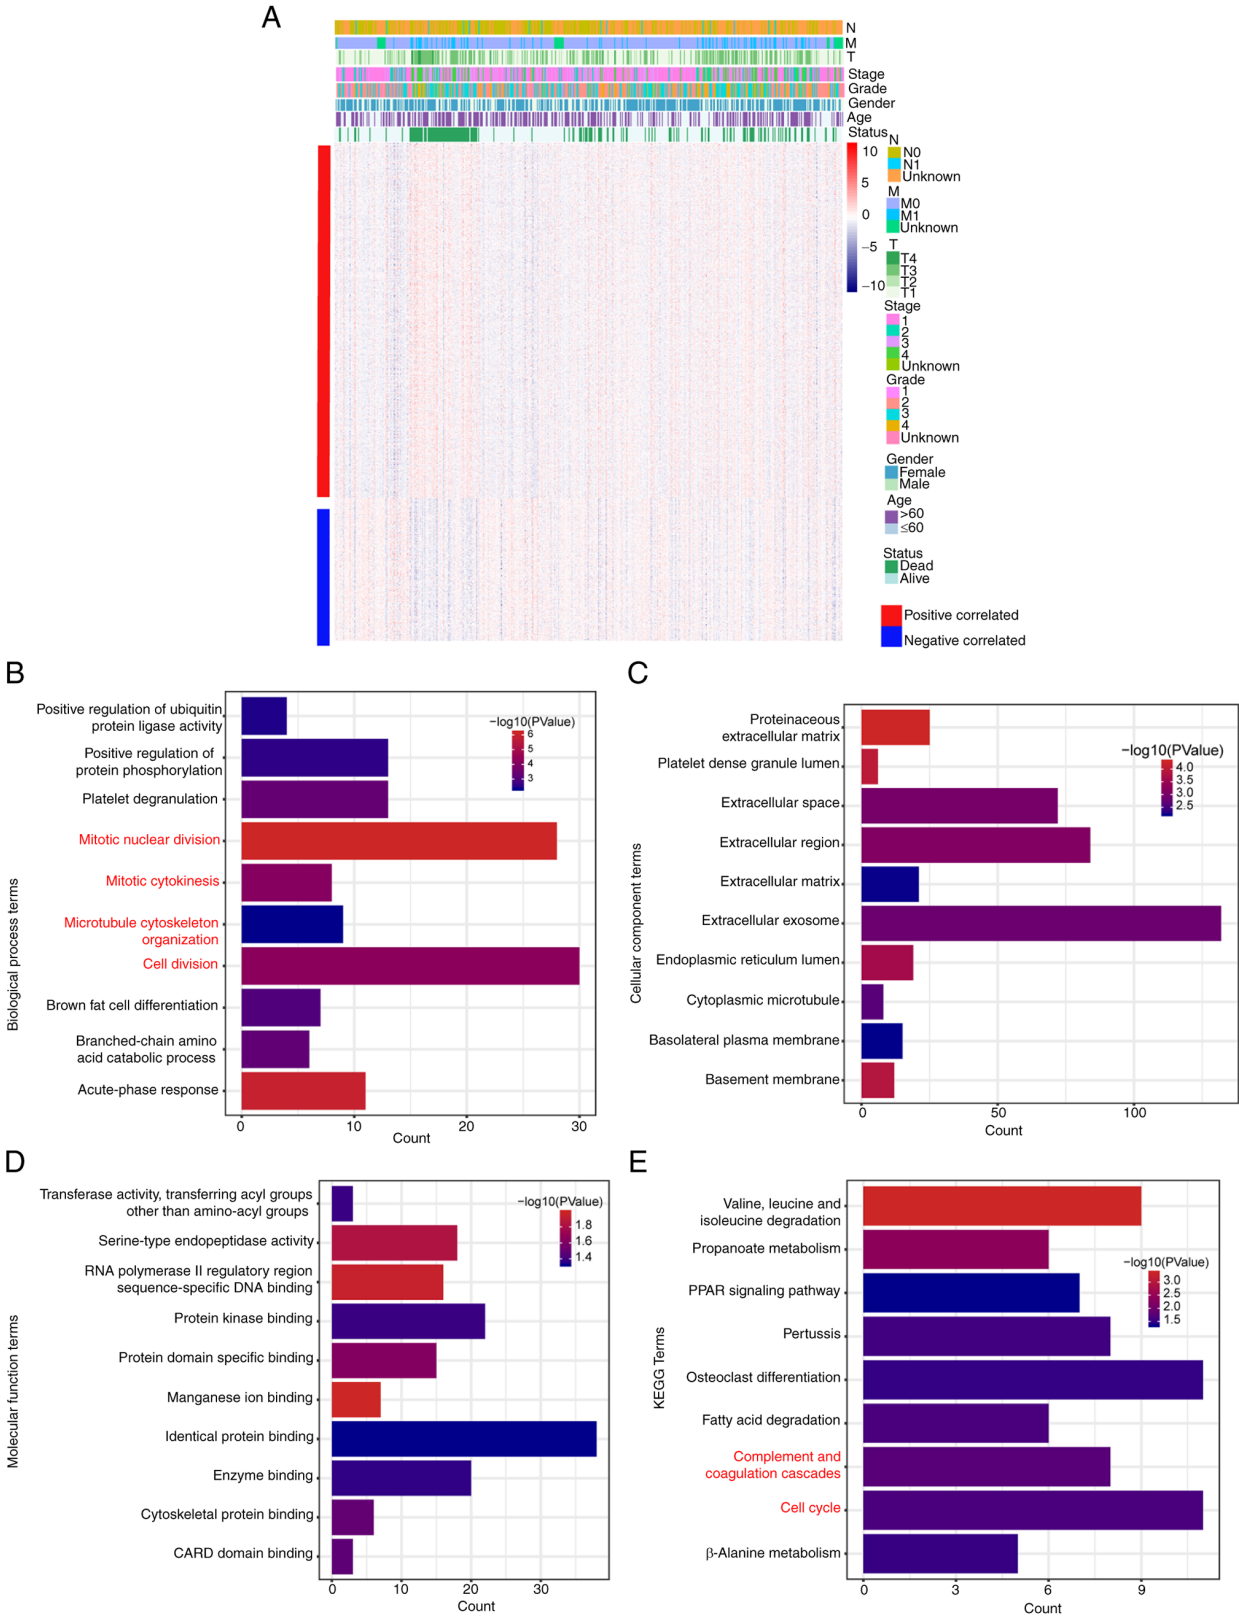 A
N
M
T
Stage
Grade
Gender
Age
Status
10
5
0
−5
−10
N
N0
N1
Unknown
M
M0
M1
Unknown
T
T4
T3
T2
T1
Stage
1
2
3
4
Unknown
Grade
1
2
3
4
Unknown
Gender
Female
Male
Age
>60
≤60
Status
Dead
Alive
Positive correlated
Negative correlated
B
Biological process terms
Positive regulation of ubiquitin
protein ligase activity
Positive regulation of
protein phosphorylation
Platelet degranulation
Mitotic nuclear division
Mitotic cytokinesis
Microtubule cytoskeleton
organization
Cell division
Brown fat cell differentiation
Branched-chain amino
acid catabolic process
Acute-phase response
−log10(PValue)
6
5
4
3
0 10 20 30
Count
C
Cellular component terms
Proteinaceous
extracellular matrix
Platelet dense granule lumen
Extracellular space
Extracellular region
Extracellular matrix
Extracellular exosome
Endoplasmic reticulum lumen
Cytoplasmic microtubule
Basolateral plasma membrane
Basement membrane
−log10(PValue)
4.0
3.5
3.0
2.5
0 50 100
Count
D
Molecular function terms
Transferase activity, transferring acyl groups
other than amino-acyl groups
Serine-type endopeptidase activity
RNA polymerase II regulatory region
sequence-specific DNA binding
Protein kinase binding
Protein domain specific binding
Manganese ion binding
Identical protein binding
Enzyme binding
Cytoskeletal protein binding
CARD domain binding
−log10(PValue)
1.8
1.6
1.4
0 10 20 30
Count
E
KEGG Terms
Valine, leucine and
isoleucine degradation
Propanoate metabolism
PPAR signaling pathway
Pertussis
Osteoclast differentiation
Fatty acid degradation
Complement and
coagulation cascades
Cell cycle
β-Alanine metabolism
−log10(PValue)
3.0
2.5
2.0
1.5
0 3 6 9
Count